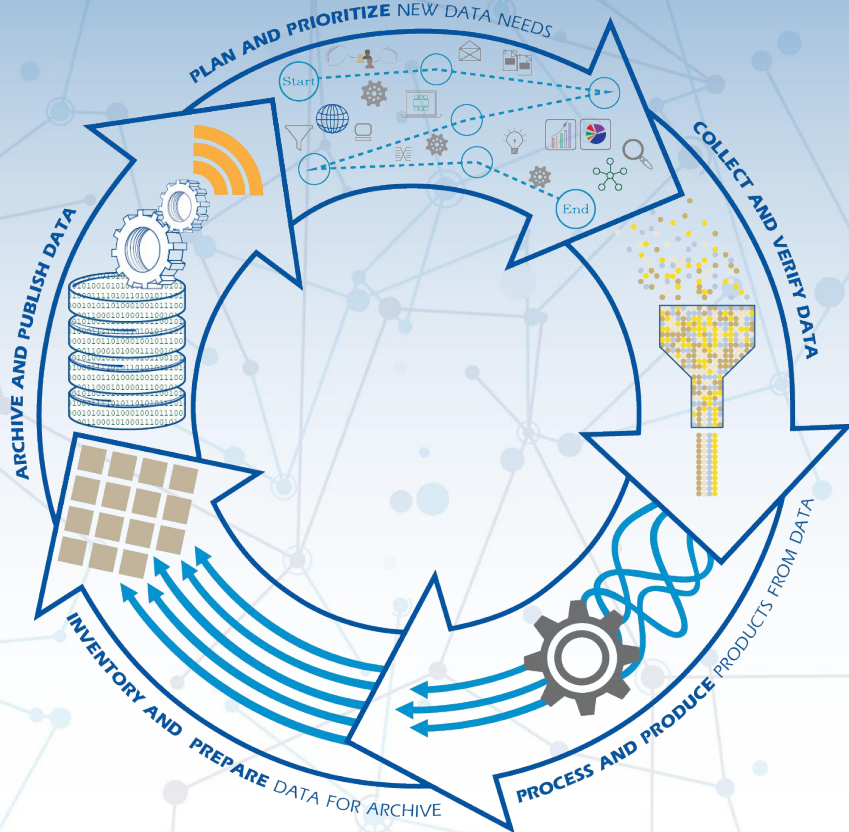 PLAN AND PRIORITIZE NEW DATA NEEDS
Start
End
COLLECT AND VERIFY DATA
PROCESS AND PRODUCE PRODUCTS FROM DATA
INVENTORY AND PREPARE DATA FOR ARCHIVE
ARCHIVE AND PUBLISH DATA